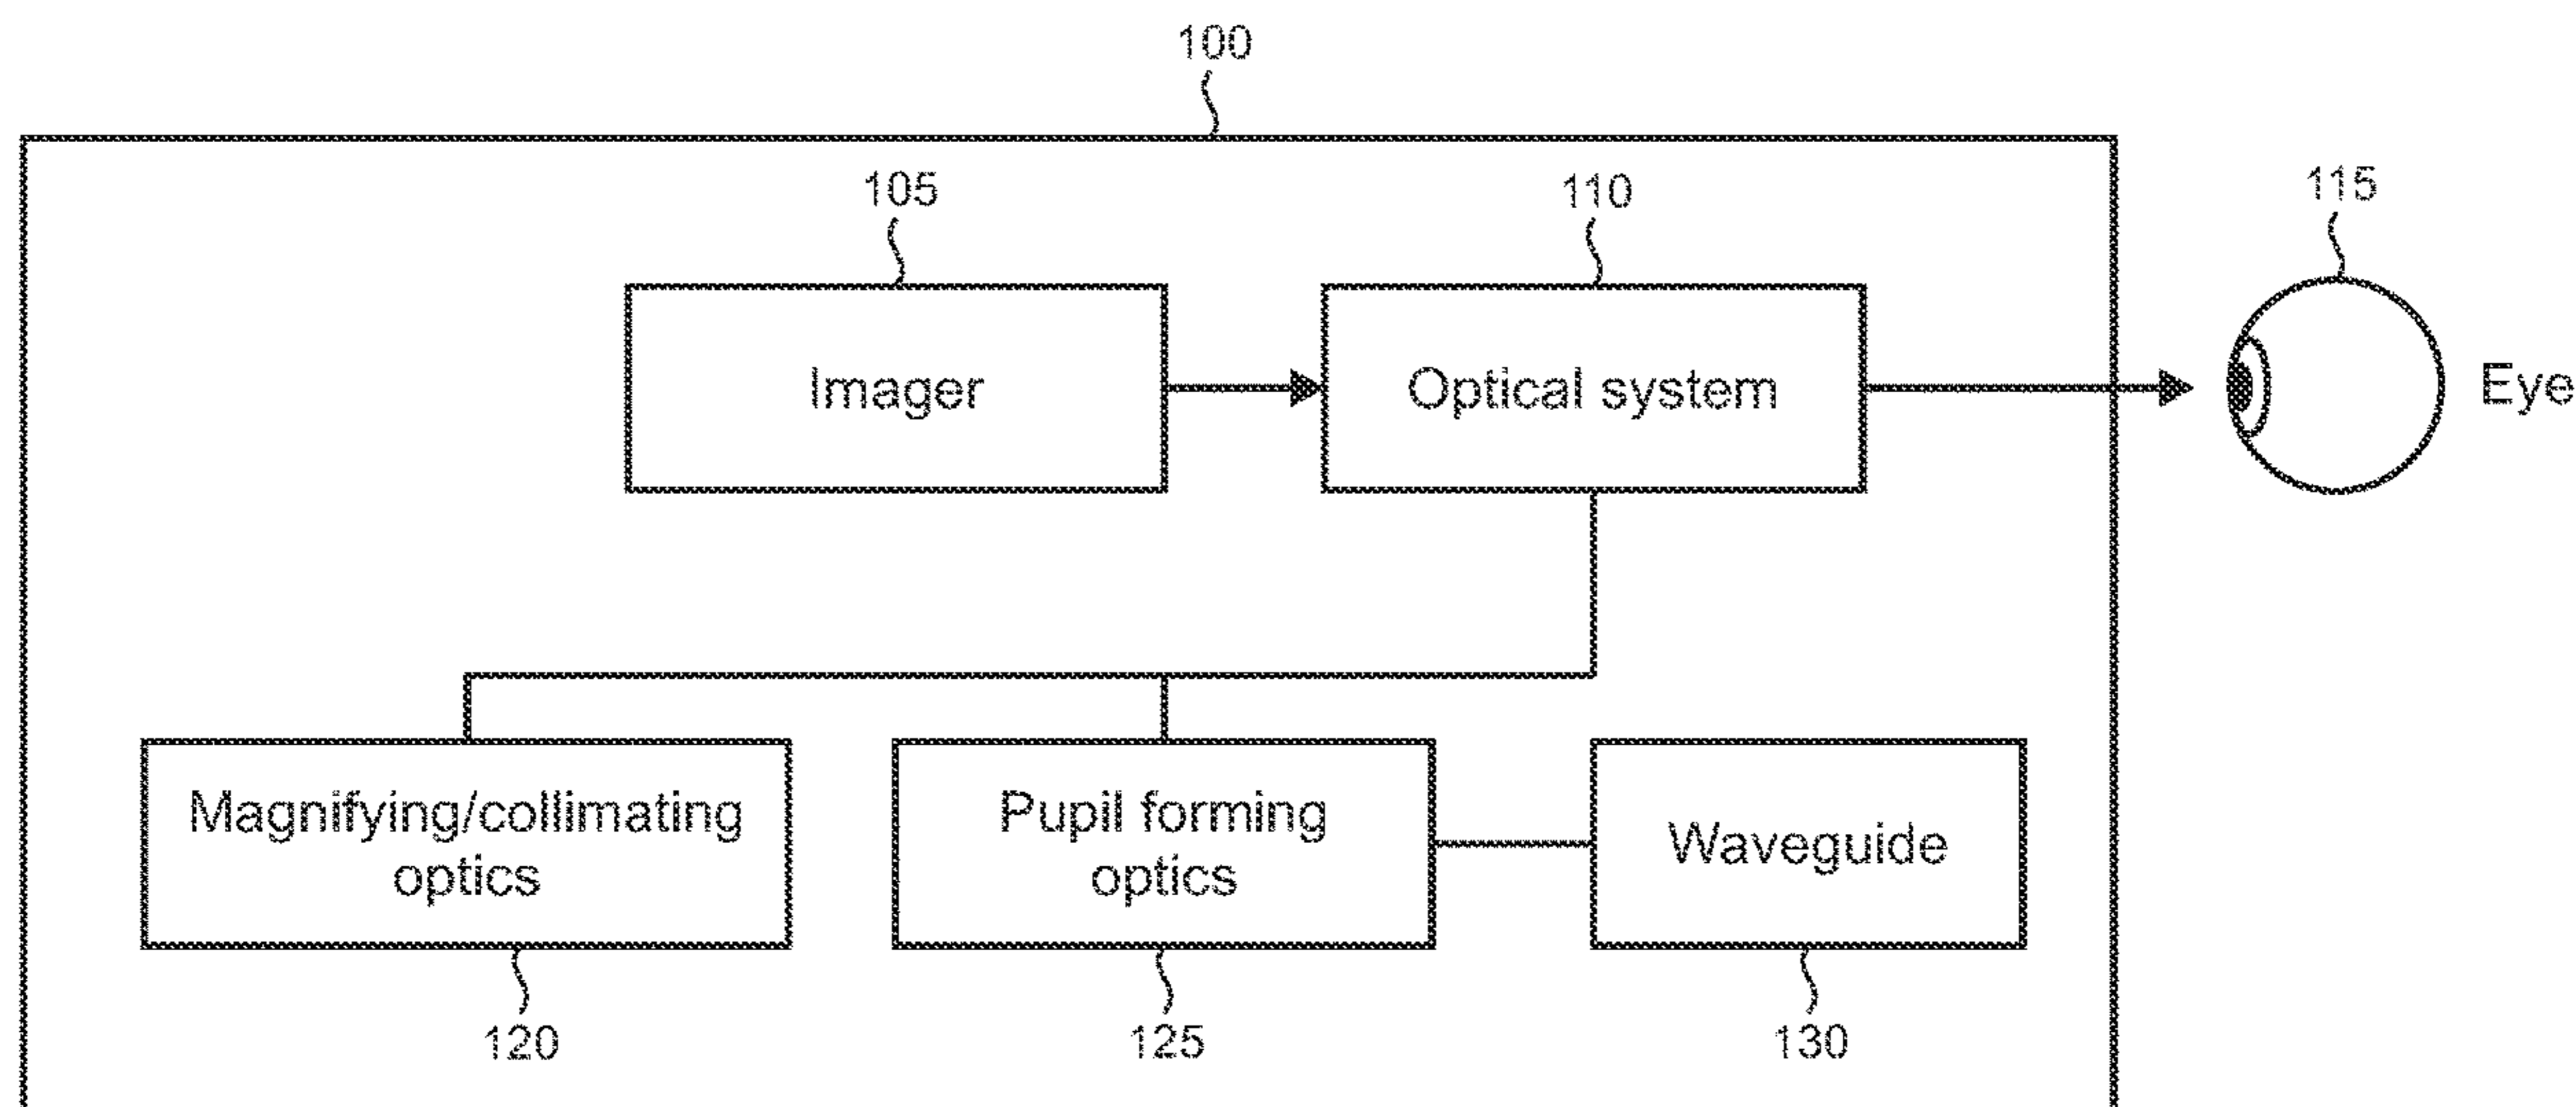 100
105
110
115
Imager
Optical system
Eye
Magnifying/collimating
optics
Pupil forming
optics
Waveguide
120
125
130